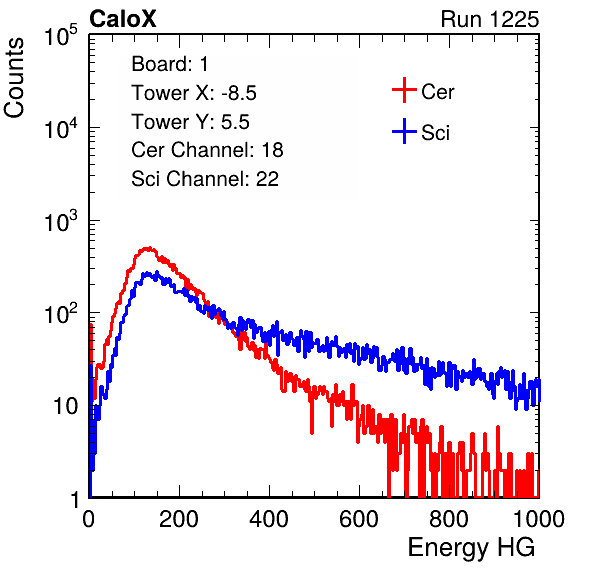 CaloX Run 1225
Counts
10^5
10^4
10^3
10^2
10
1
Board: 1
Tower X: -8.5
Tower Y: 5.5
Cer Channel: 18
Sci Channel: 22
Cer
Sci
0 200 400 600 800 1000
Energy HG